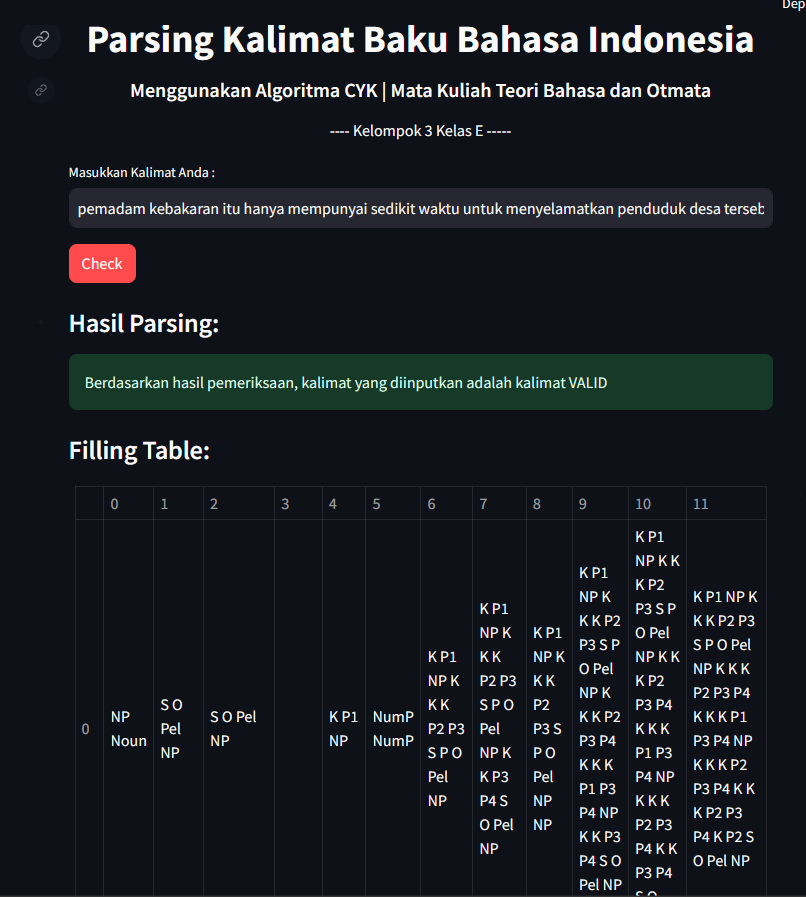 Dep
Parsing Kalimat Baku Bahasa Indonesia
Menggunakan Algoritma CYK | Mata Kuliah Teori Bahasa dan Otmata
---- Kelompok 3 Kelas E -----
Masukkan Kalimat Anda :
pemadam kebakaran itu hanya mempunyai sedikit waktu untuk menyelamatkan penduduk desa terseb
Check
Hasil Parsing:
Berdasarkan hasil pemeriksaan, kalimat yang diinputkan adalah kalimat VALID
Filling Table:
0 1 2 3 4 5 6 7 8 9 10 11
0
NP
Noun
S O
Pel
NP
S O Pel
NP
K P1
NP
NumP
NumP
K P1
NP K
K K
P2 P3
S P O
Pel
NP
K P1
NP K
K K
P2 P3
S P O
Pel
NP K
K P3
P4 S
O Pel
NP
K P1
NP K
K K
P2
P3 S
P O
Pel
NP
NP
K P1
NP K
K K P2
P3 S P
O Pel
NP K
K K P2
P3 P4
K K K
P1 P3
P4 NP
K K P3
P4 S O
Pel NP
K P1
NP K K
K P2
P3 S P
O Pel
NP K K
K P2
P3 P4
K K K
P1 P3
P4 NP
K K K
P2 P3
P4 K K
P3 P4
S O
K P1 NP K
K K P2 P3
S P O Pel
NP K K K
P2 P3 P4
K K K P1
P3 P4 NP
K K K P2
P3 P4 K K
K P2 P3
P4 K P2 S
O Pel NP